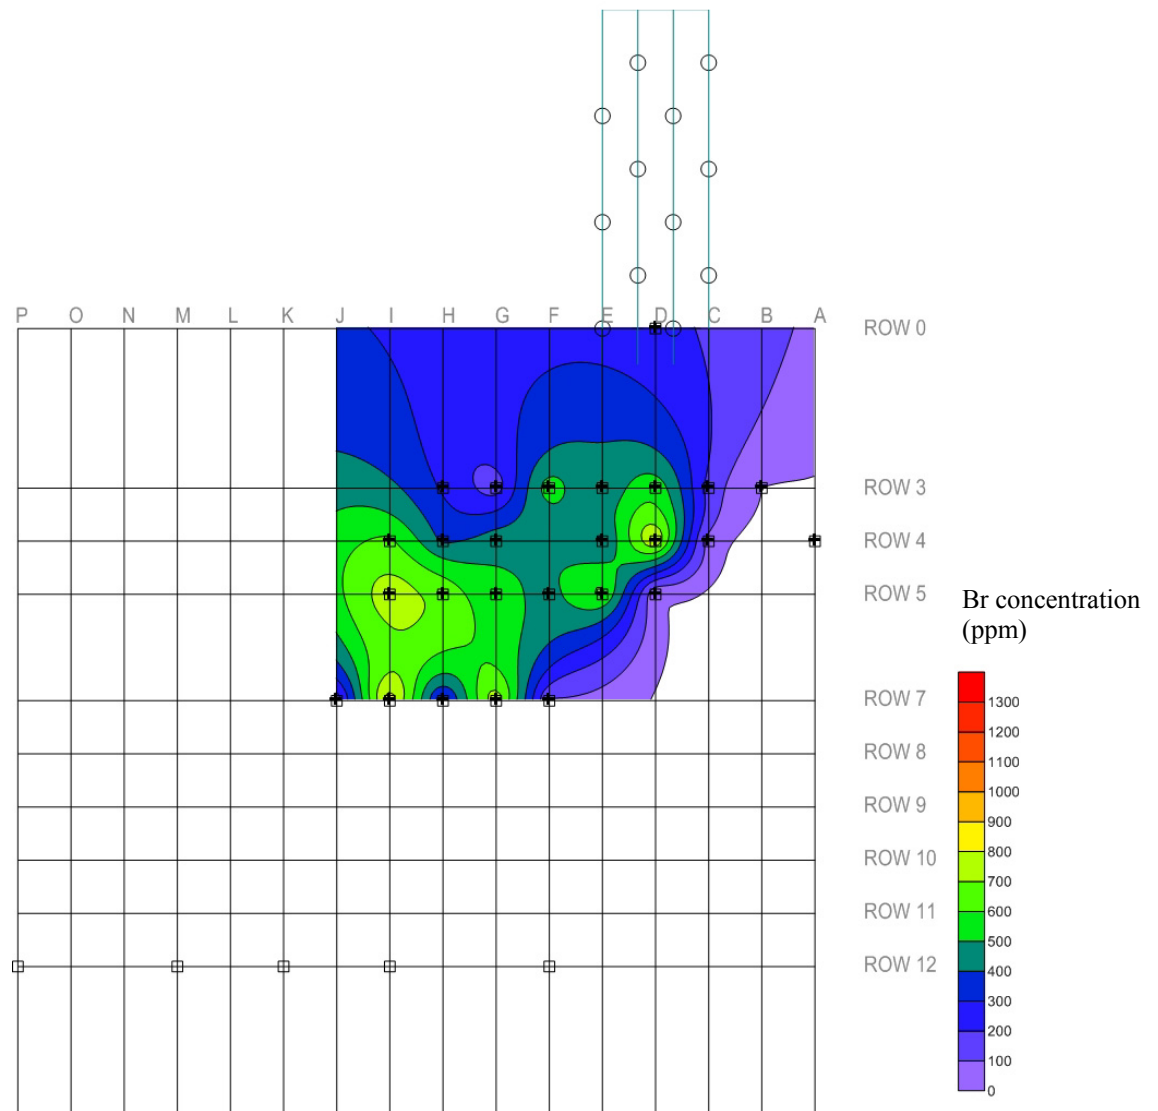 P O N M L K J I H G F E D C B A
ROW 0
ROW 3
ROW 4
ROW 5
ROW 7
ROW 8
ROW 9
ROW 10
ROW 11
ROW 12
Br concentration
(ppm)
1300
1200
1100
1000
900
800
700
600
500
400
300
200
100
0